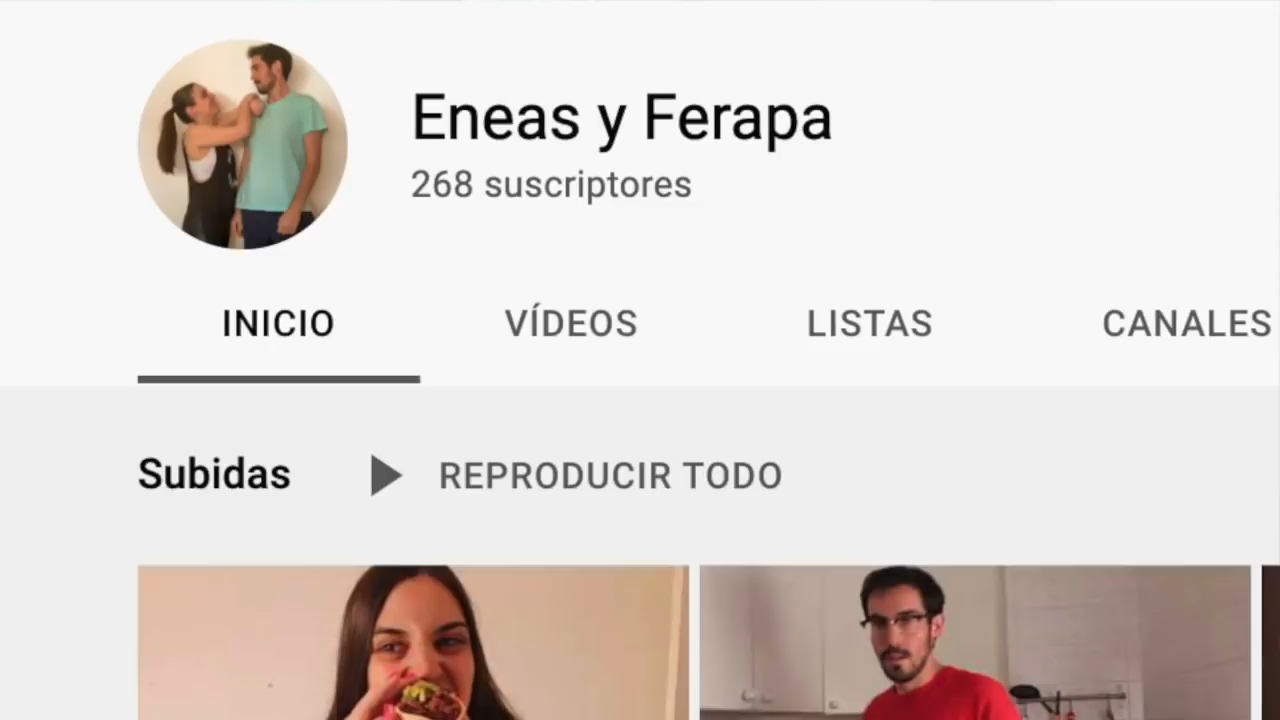 Eneas y Ferapa
268 suscriptores
INICIO VÍDEOS LISTAS CANALES
Subidas REPRODUCIR TODO